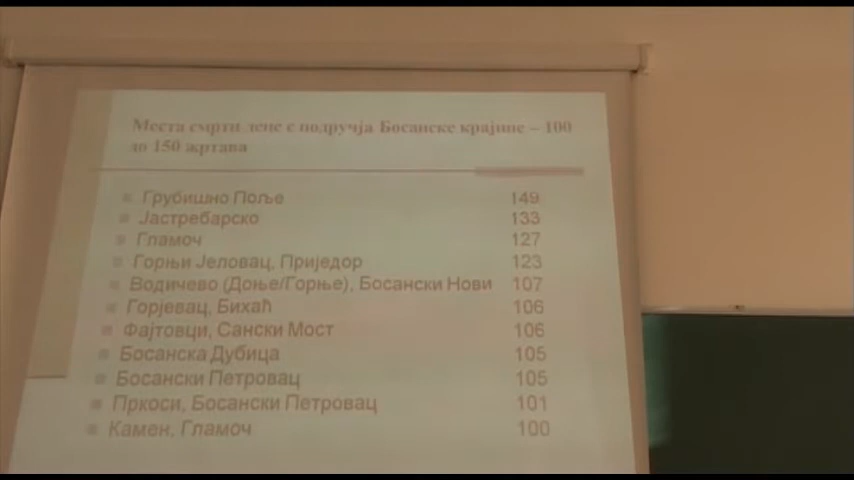 Места смрти деце с подручја Босанске крајине – 100
до 150 жртава
Грубишно Поље 149
Јастребарско 133
Гламоч 127
Горњи Јеловац, Приједор 123
Водичево (Доње/Горње), Босански Нови 107
Горјевац, Бихаћ 106
Фајтовци, Сански Мост 106
Босанска Дубица 105
Босански Петровац 105
Пркоси, Босански Петровац 101
Камен, Гламоч 100